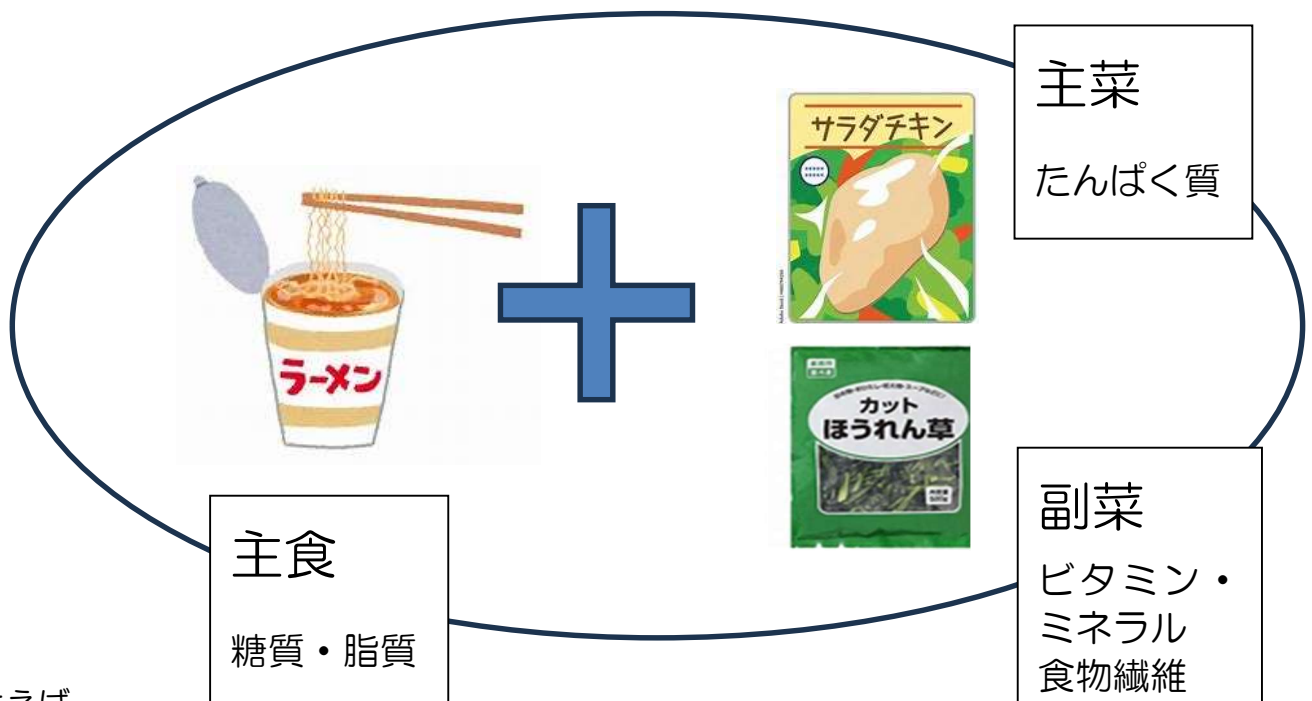 主菜
たんぱく質
サラダチキン
ラーメン
カット
ほうれん草
主食
糖質・脂質
副菜
ビタミン・
ミネラル
食物繊維
えば